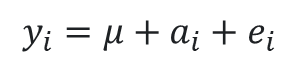 yᵢ = μ + aᵢ + eᵢ